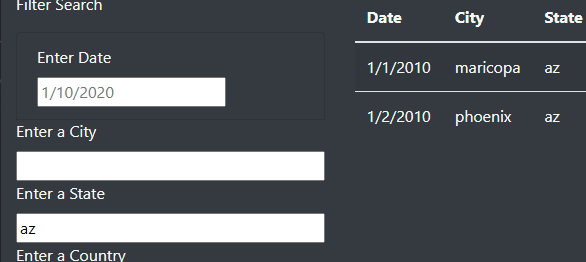 Filter Search
Enter Date
1/10/2020
Enter a City
Enter a State
az
Enter a Country
Date City State
1/1/2010 maricopa az
1/2/2010 phoenix az